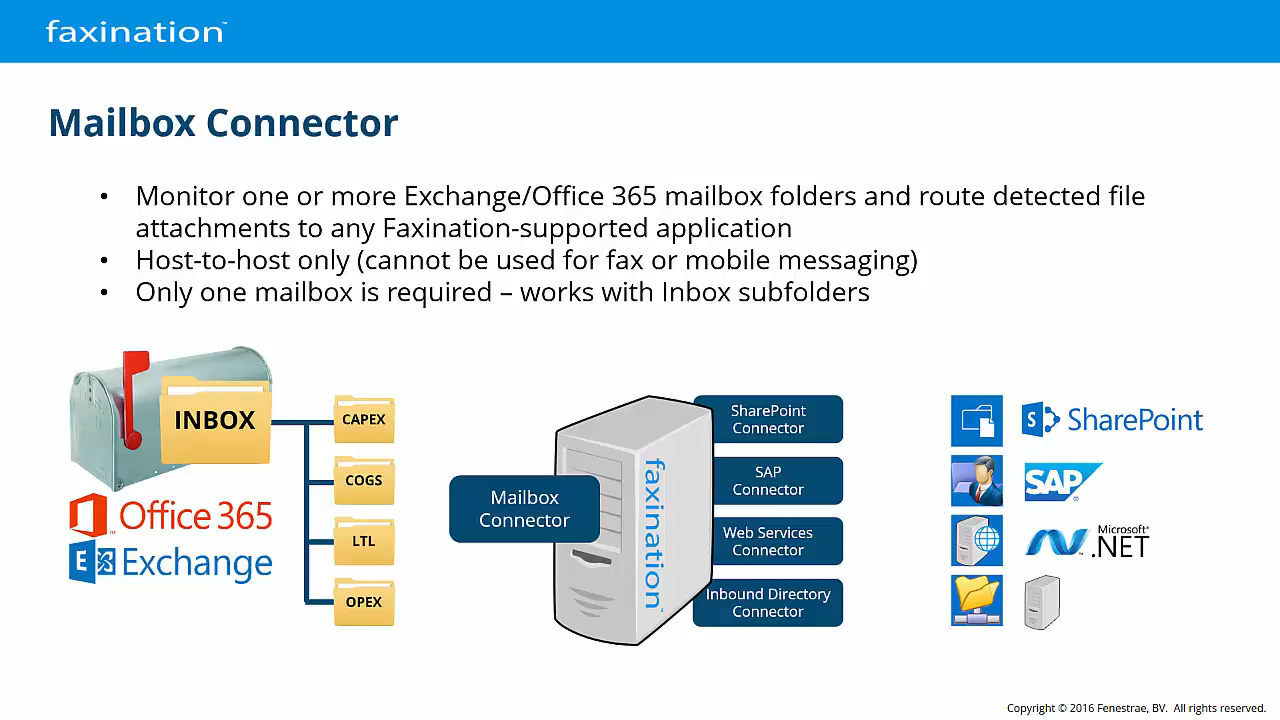 faxination™
Mailbox Connector
• Monitor one or more Exchange/Office 365 mailbox folders and route detected file
attachments to any Faxination-supported application
• Host-to-host only (cannot be used for fax or mobile messaging)
• Only one mailbox is required – works with Inbox subfolders
INBOX
CAPEX
COGS
LTL
OPEX
Office 365
E
Exchange
Mailbox
Connector
faxination™
SharePoint
Connector
SAP
Connector
Web Services
Connector
Inbound Directory
Connector
S
SharePoint
SAP®
Microsoft®
.NET
Copyright © 2016 Fenestrae, BV. All rights reserved.